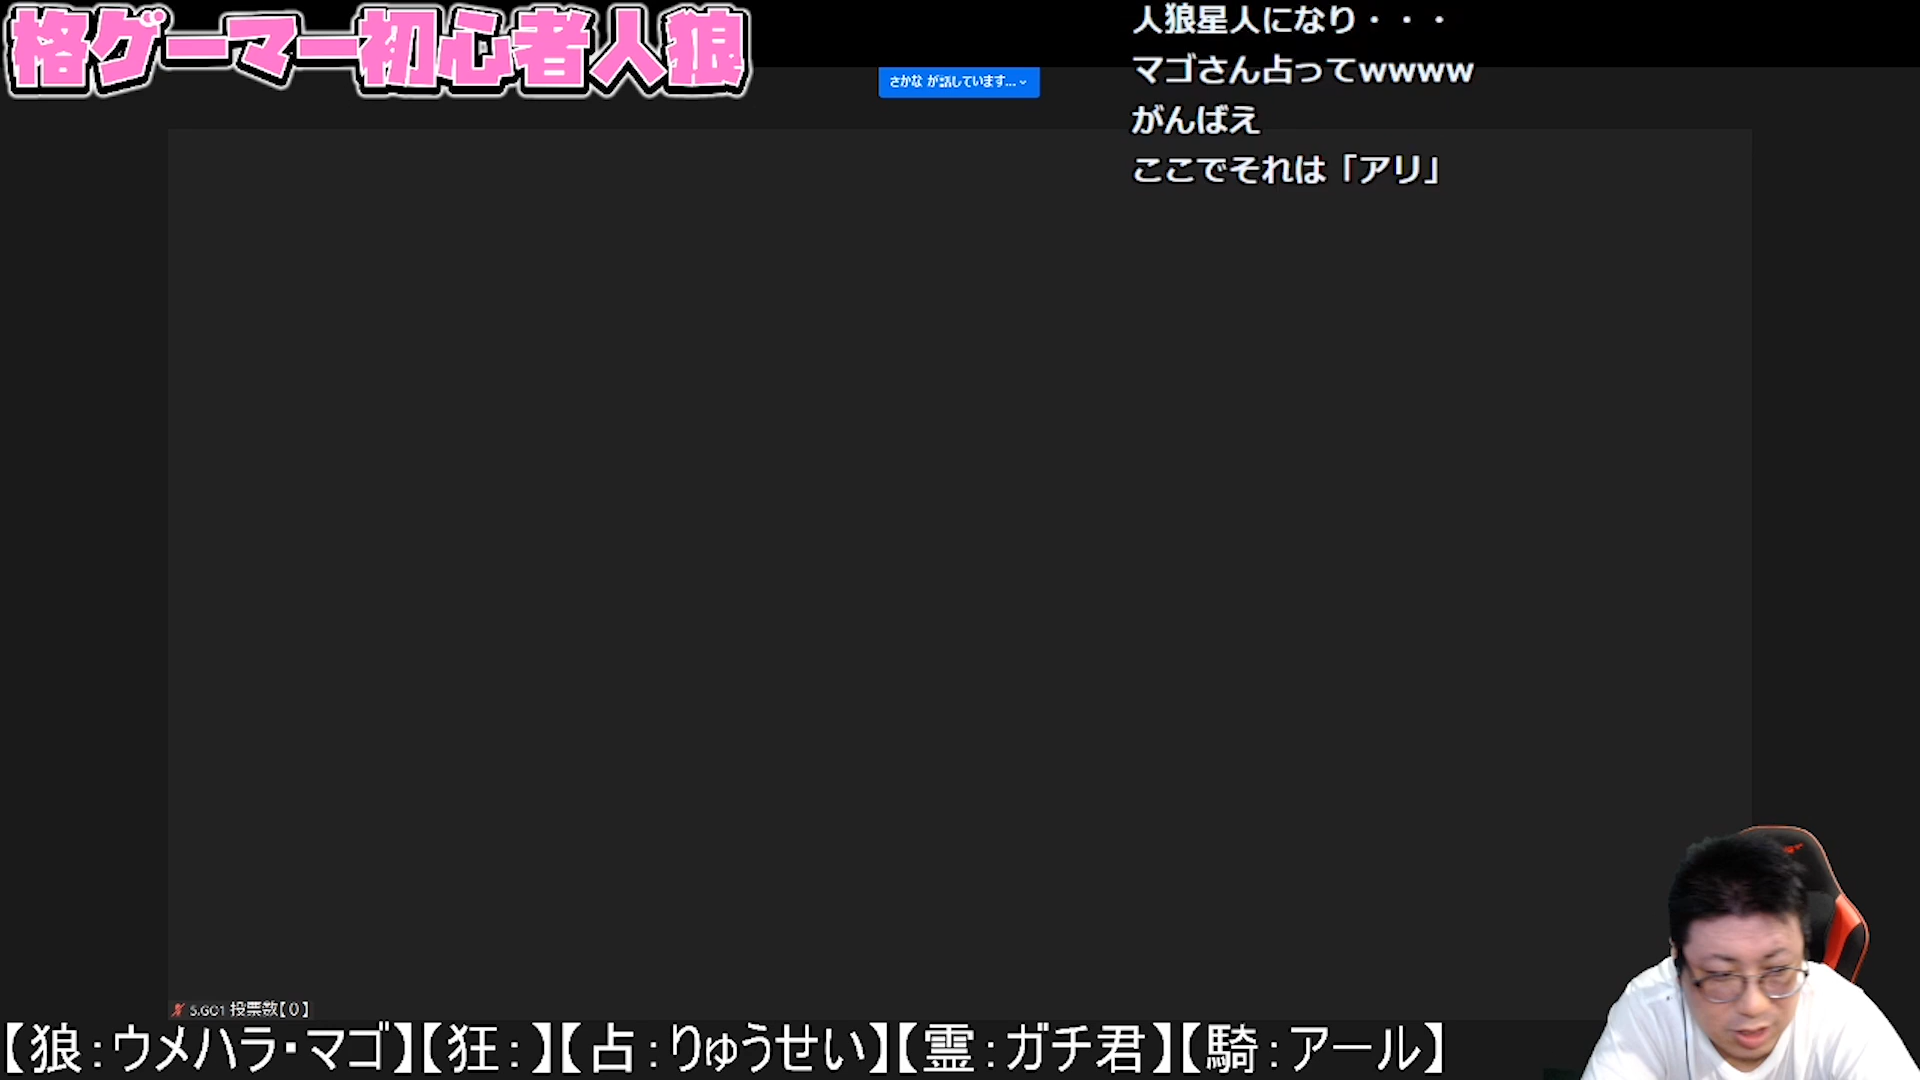 格ゲーマー初心者人狼
人狼星人になり・・・
マゴさん占ってwwww
がんばえ
ここでそれは「アリ」
さかな が話しています...
5.GO1 投票数【0】
【狼：ウメハラ・マゴ】【狂：】【占：りゅうせい】【霊：ガチ君】【騎：アール】